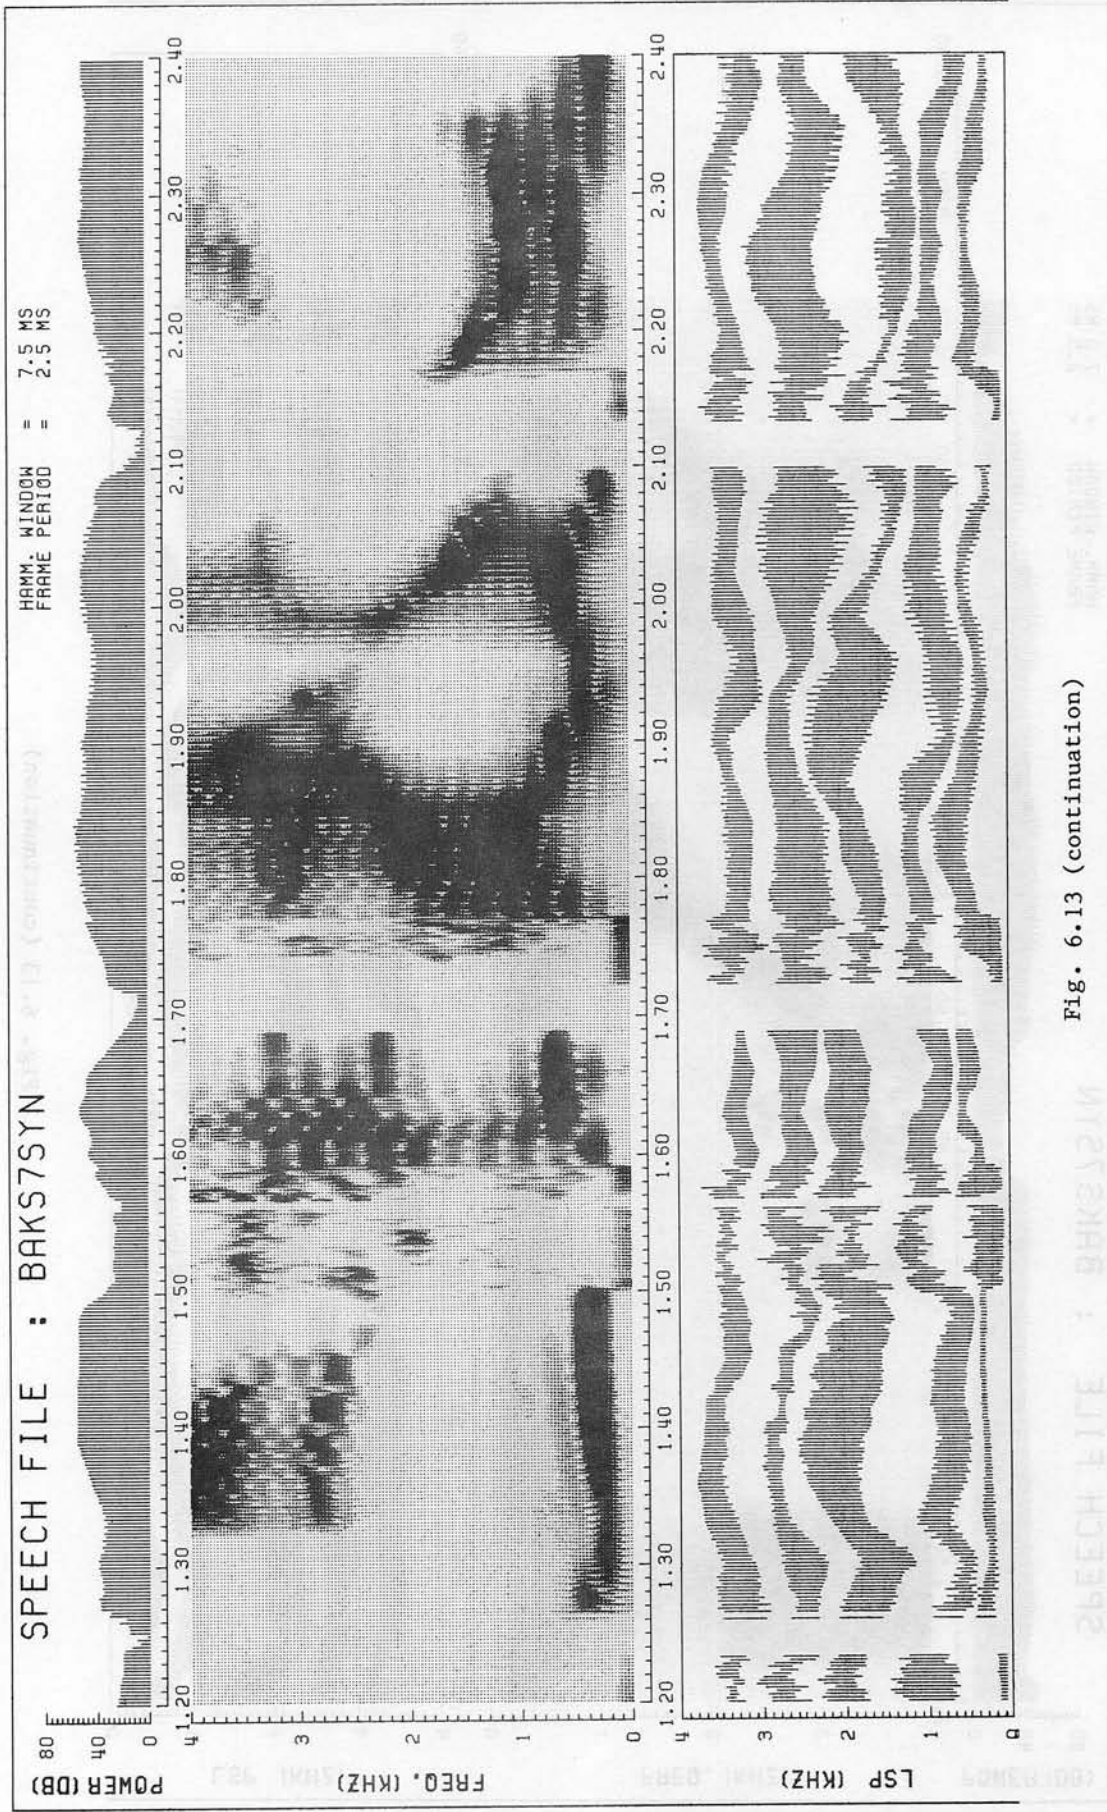 SPEECH FILE : BAKS7SYN
HAMM. WINDOW = 7.5 MS
FRAME PERIOD = 2.5 MS
POWER(DB)
80
40
0
1.20 1.30 1.40 1.50 1.60 1.70 1.80 1.90 2.00 2.10 2.20 2.30 2.40
FREQ. (KHZ)
4
3
2
1
0
1.20 1.30 1.40 1.50 1.60 1.70 1.80 1.90 2.00 2.10 2.20 2.30 2.40
LSP (KHZ)
4
3
2
1
0
Fig. 6.13 (continuation)